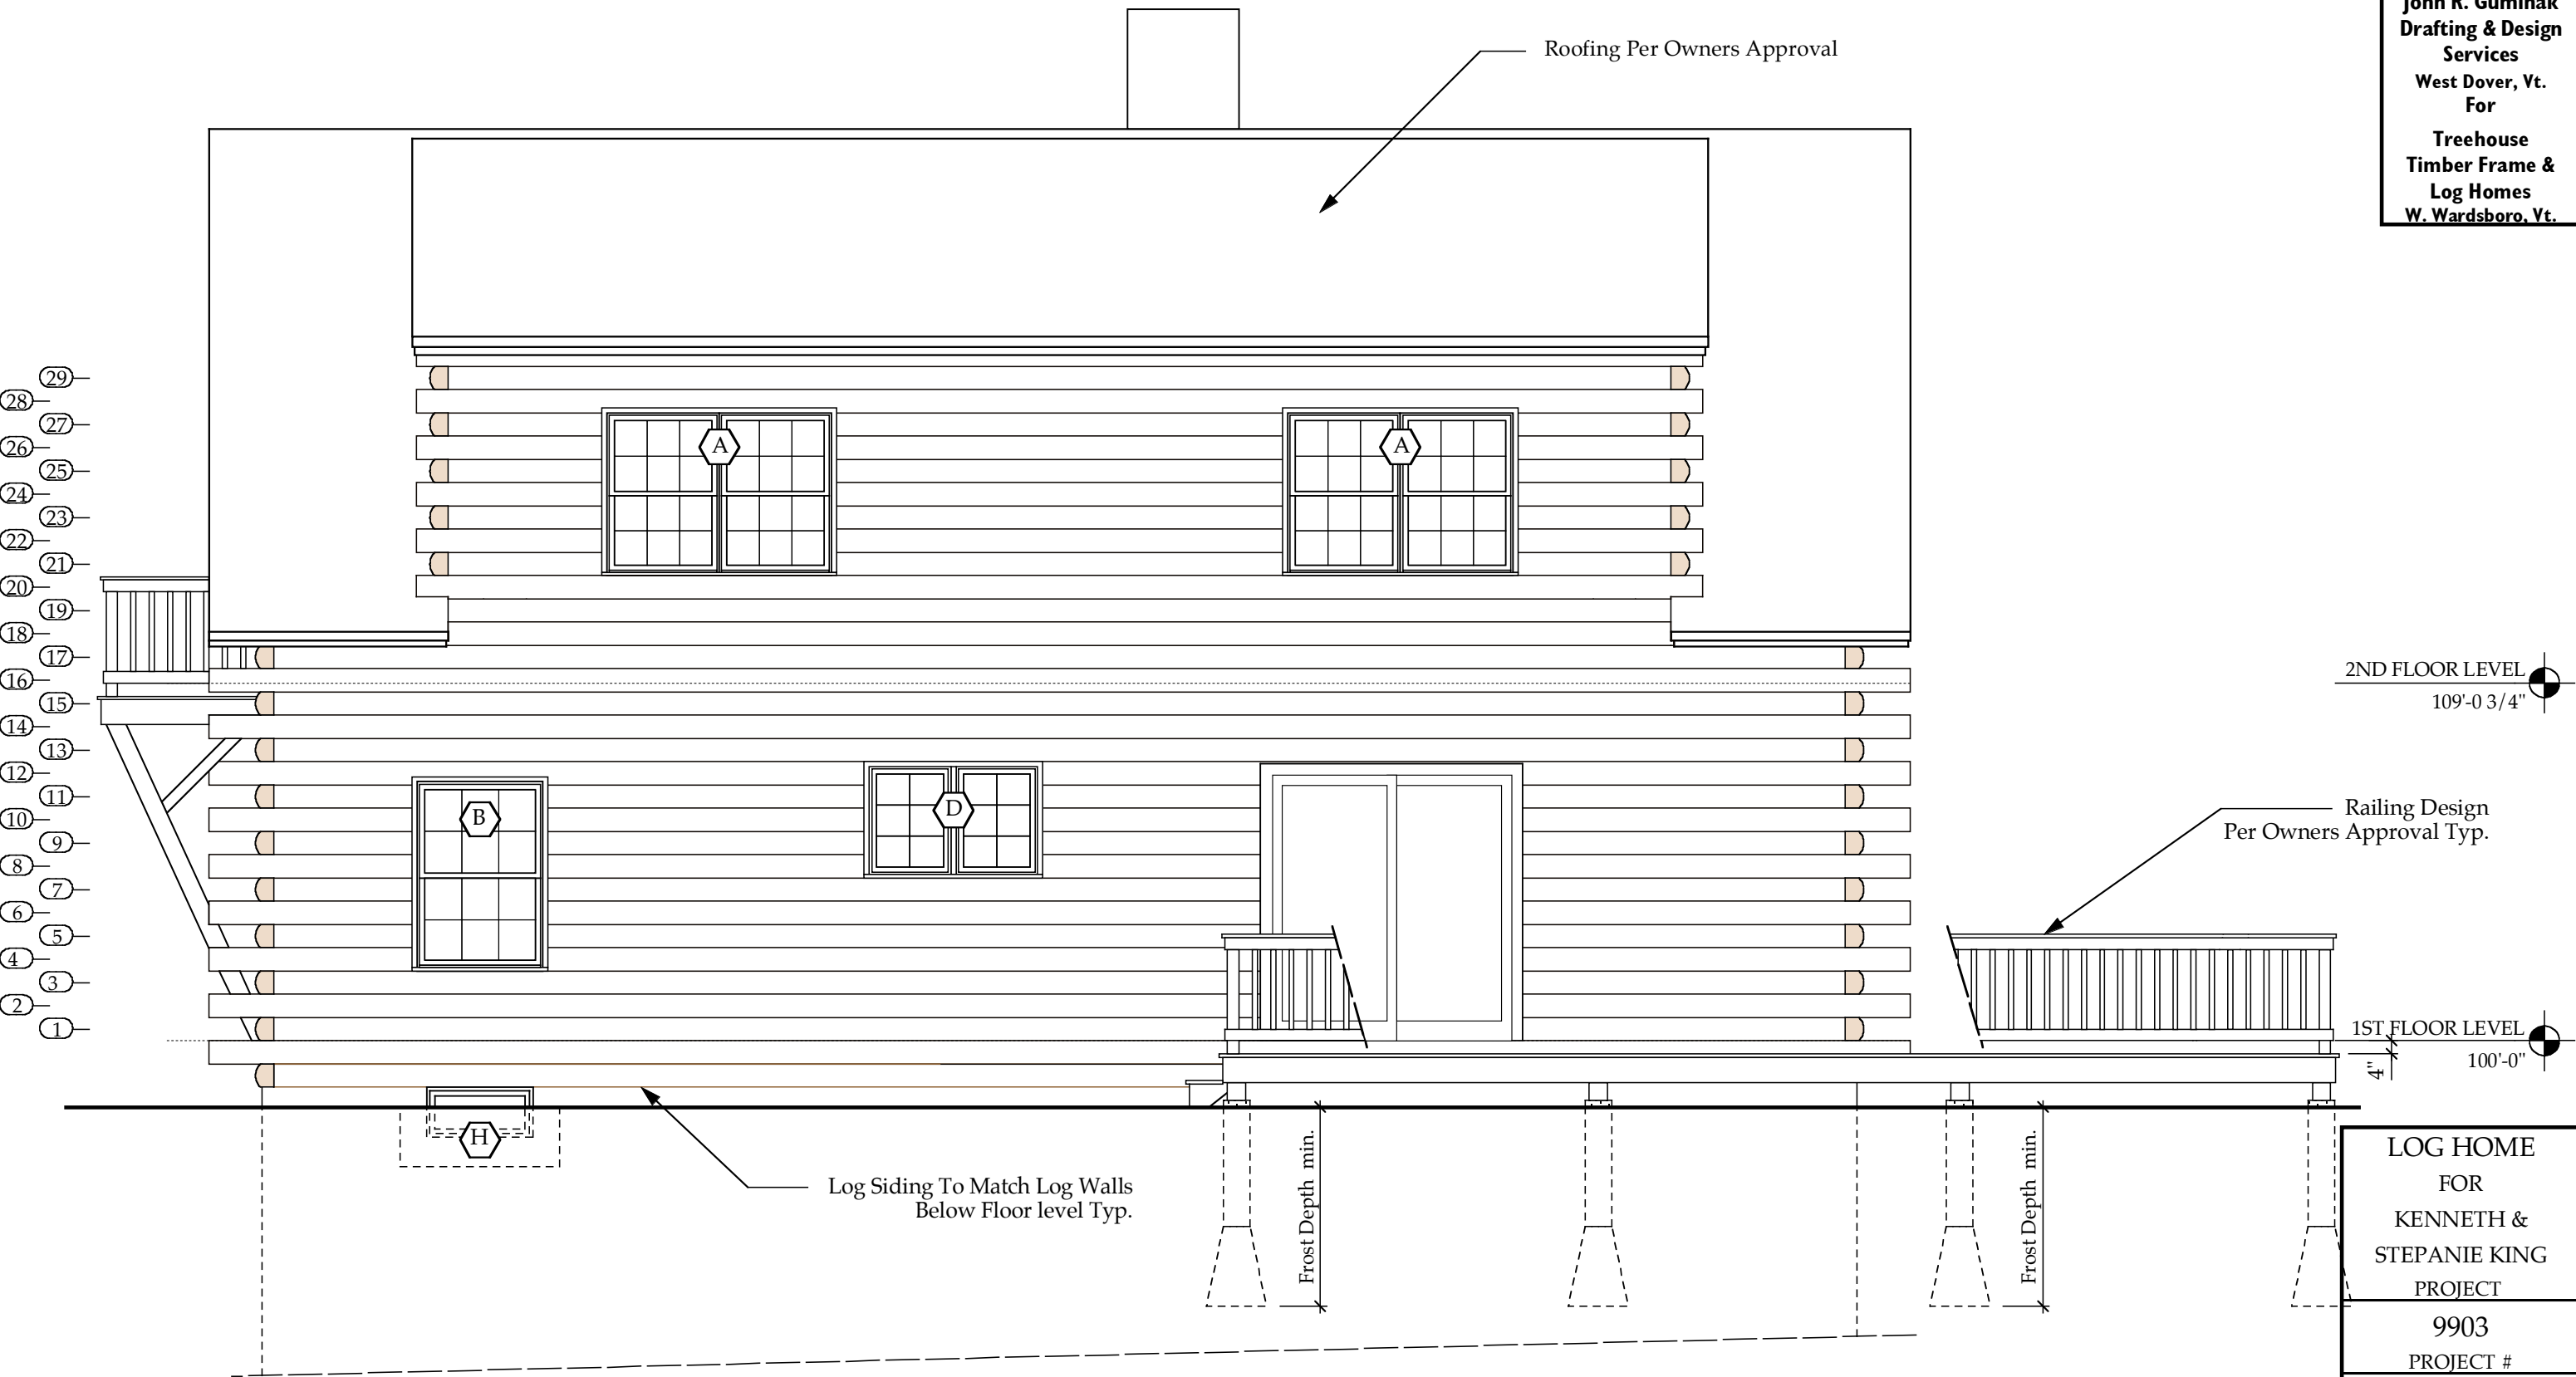 John R. Guminak
Drafting & Design
Services
West Dover, Vt.
For
Treehouse
Timber Frame &
Log Homes
W. Wardsboro, Vt.
Roofing Per Owners Approval
29
28
27
26
25
24
23
22
21
20
19
18
17
16
15
14
13
12
11
10
9
8
7
6
5
4
3
2
1
A
A
B
D
H
2ND FLOOR LEVEL
109'-0 3/4"
Railing Design
Per Owners Approval Typ.
1ST FLOOR LEVEL
100'-0"
4"
Log Siding To Match Log Walls
Below Floor level Typ.
Frost Depth min.
Frost Depth min.
LOG HOME
FOR
KENNETH &
STEPANIE KING
PROJECT
9903
PROJECT #